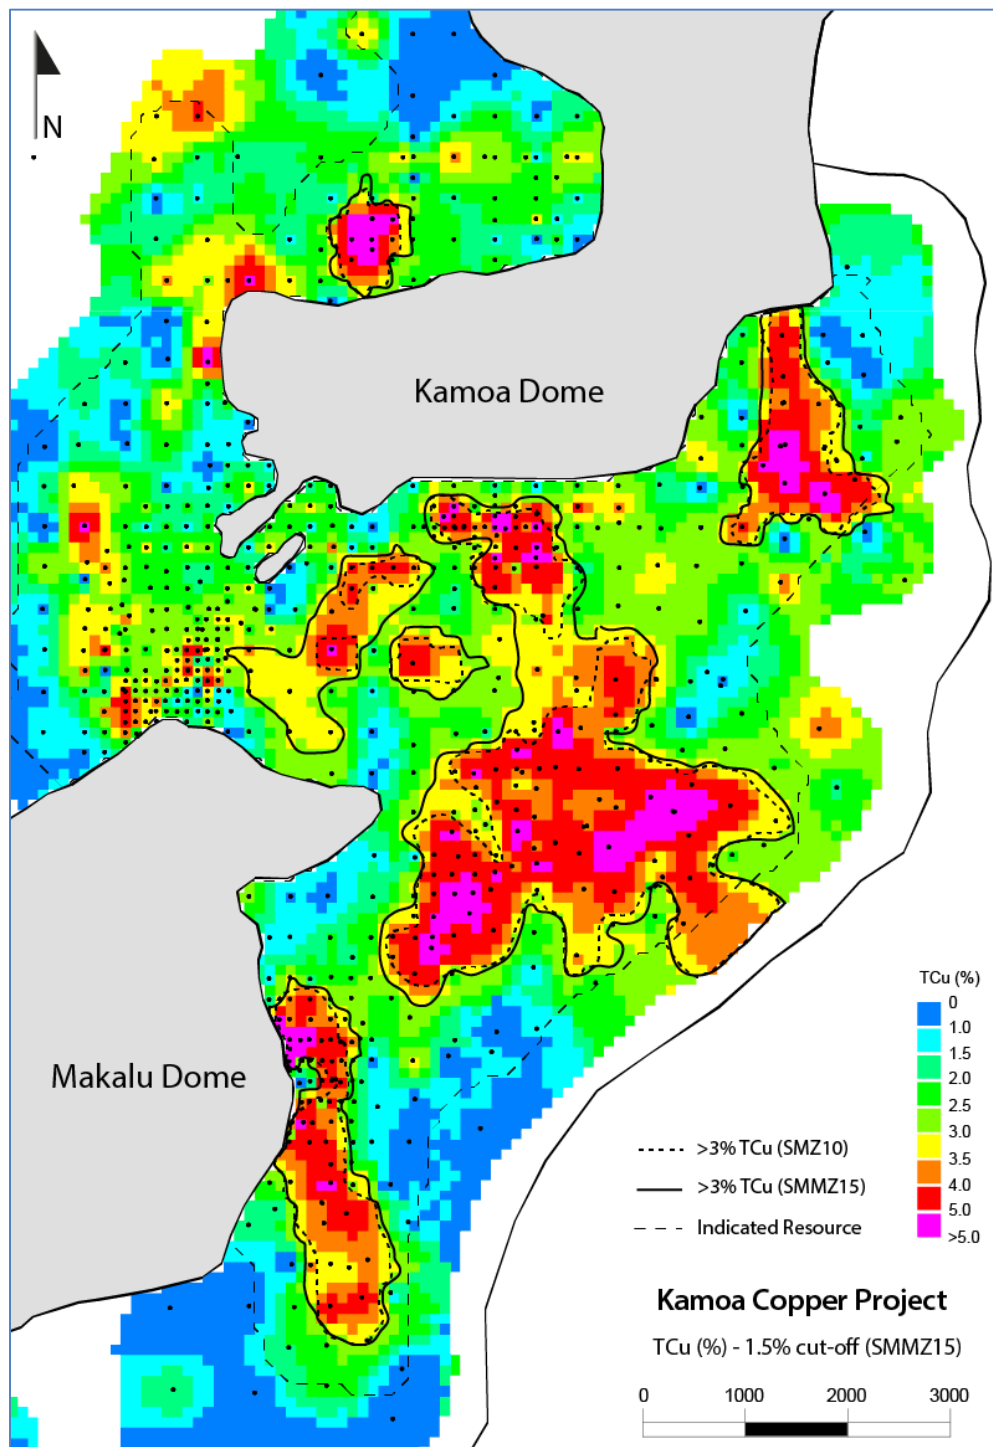 N
Kamoa Dome
Makalu Dome
TCu (%)
0
1.0
1.5
2.0
2.5
3.0
3.5
4.0
5.0
>5.0
>3% TCu (SMZ10)
>3% TCu (SMMZ15)
Indicated Resource
Kamoa Copper Project
TCu (%) - 1.5% cut-off (SMMZ15)
0 1000 2000 3000